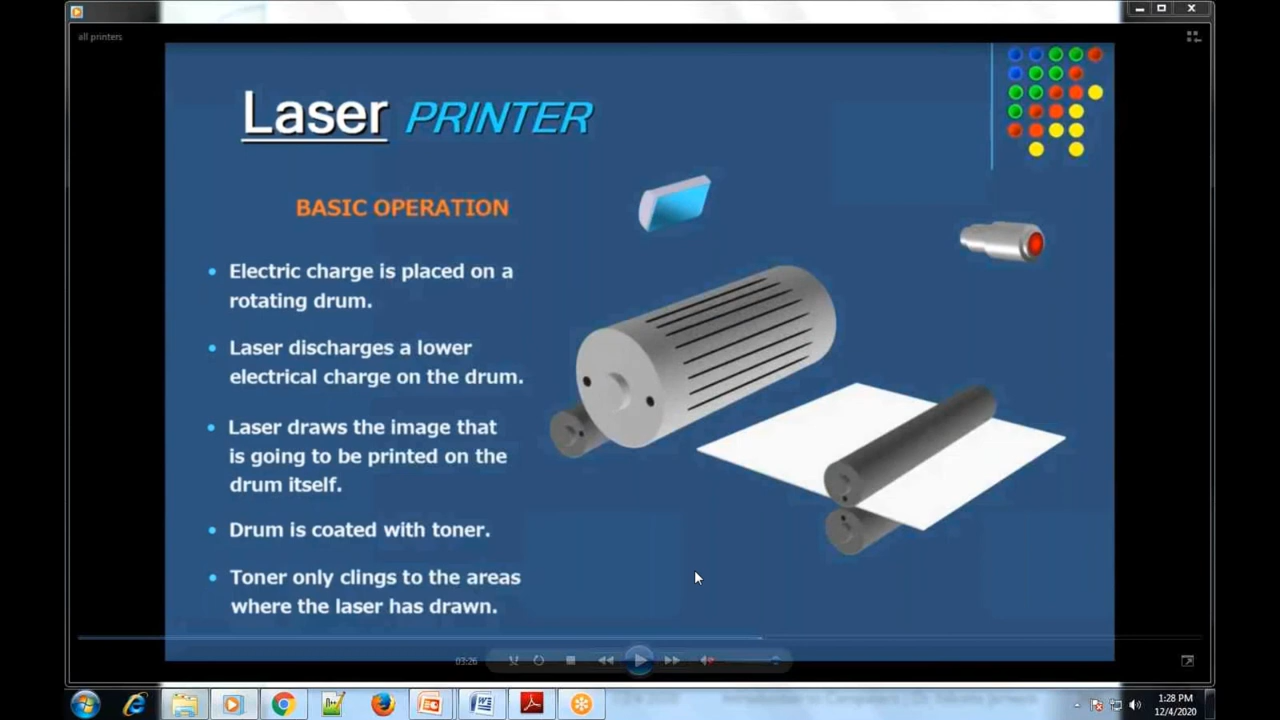 all printers
Laser PRINTER
BASIC OPERATION
• Electric charge is placed on a
rotating drum.
• Laser discharges a lower
electrical charge on the drum.
• Laser draws the image that
is going to be printed on the
drum itself.
• Drum is coated with toner.
• Toner only clings to the areas
where the laser has drawn.
03:26
1:28 PM
12/4/2020